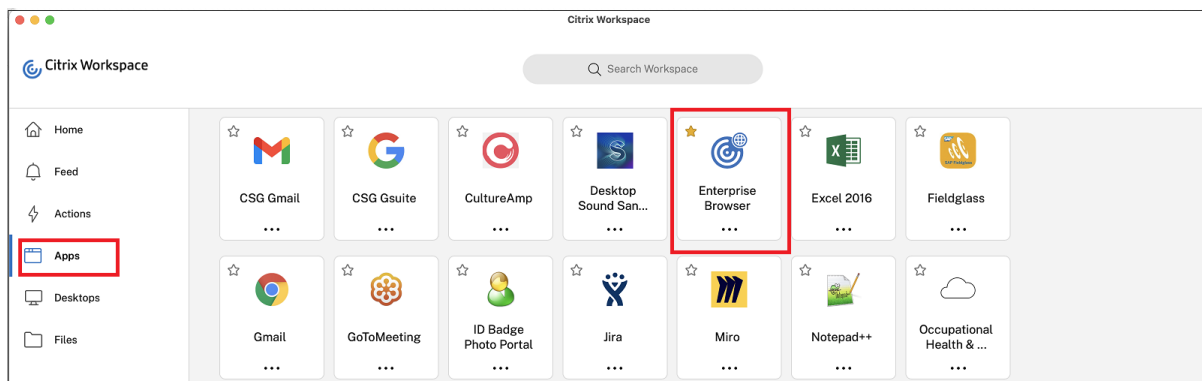 Citrix Workspace
Citrix Workspace
Search Workspace
Home
Feed
Actions
Apps
Desktops
Files
CSG Gmail
CSG Gsuite
CultureAmp
Desktop
Sound San...
Enterprise
Browser
Excel 2016
Fieldglass
Gmail
GoToMeeting
ID Badge
Photo Portal
Jira
Miro
Notepad++
Occupational
Health & ...